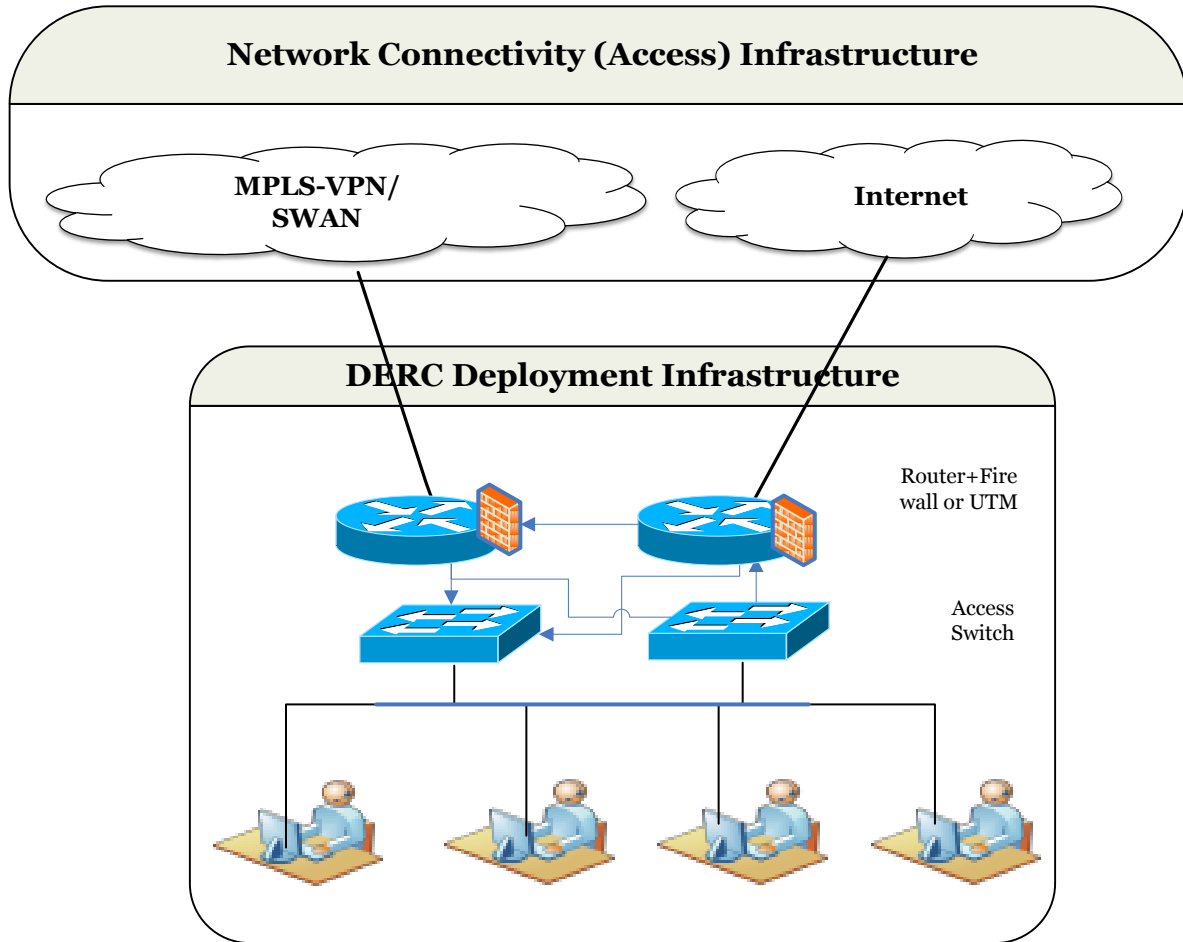 Network Connectivity (Access) Infrastructure
MPLS-VPN/
SWAN
Internet
DERC Deployment Infrastructure
Router+Fire
wall or UTM
Access
Switch